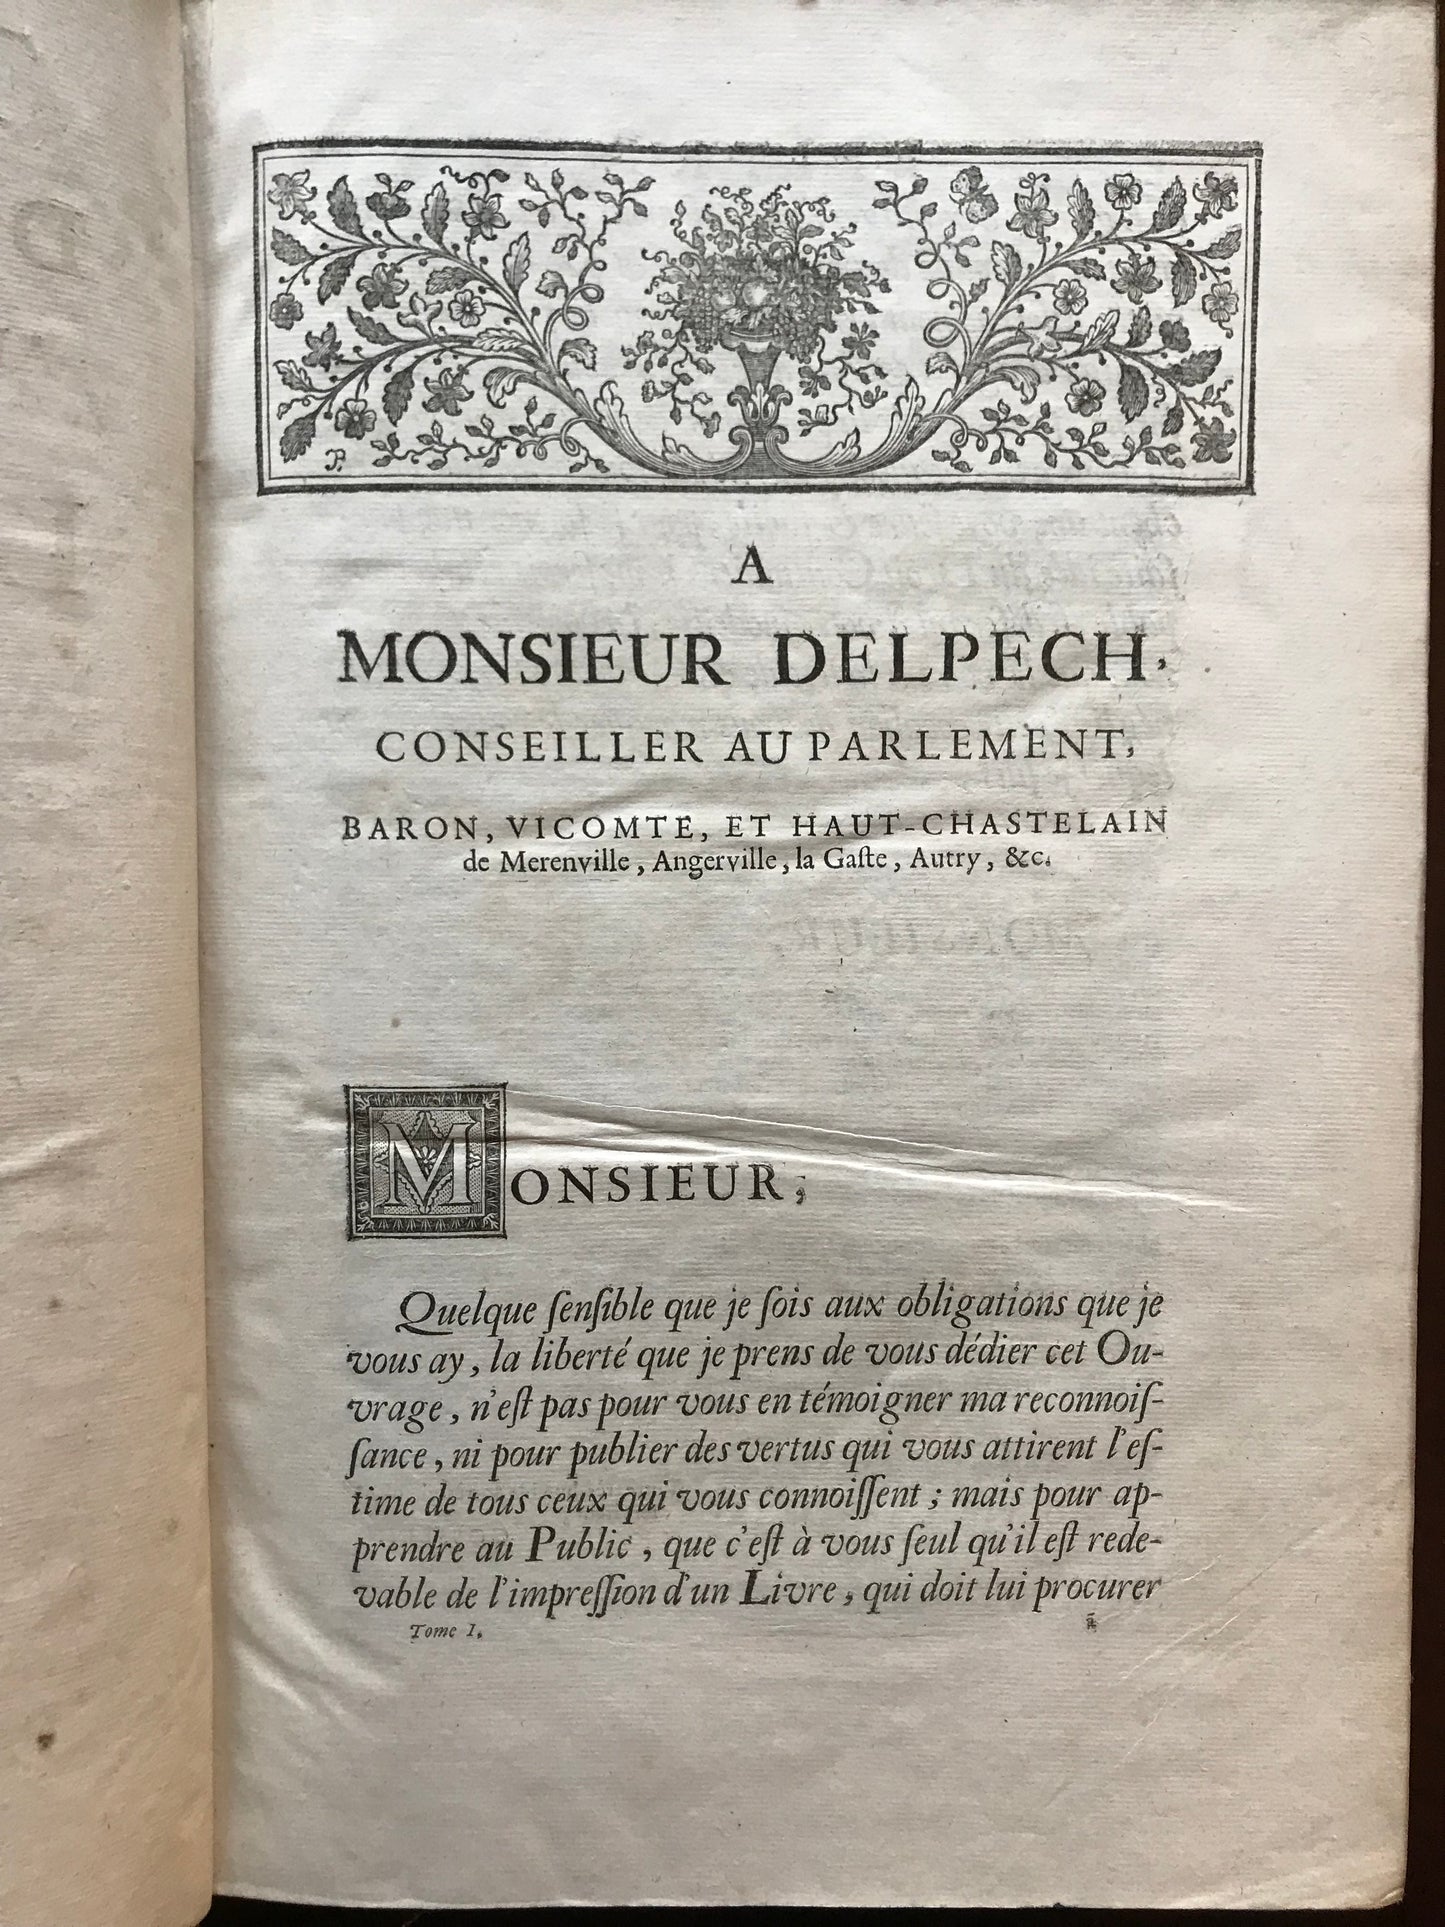 A
MONSIEUR DELPECH,
CONSEILLER AU PARLEMENT,
BARON, VICOMTE, ET HAUT-CHASTELAIN
de Merenville, Angerville, la Gaſte, Autry, &c.
MONSIEUR,
Quelque ſenſible que je ſois aux obligations que je
vous ay, la liberté que je prens de vous dédier cet Ou-
vrage, n'eſt pas pour vous en témoigner ma reconnoiſ-
ſance, ni pour publier des vertus qui vous attirent l'eſ-
time de tous ceux qui vous connoiſſent ; mais pour ap-
prendre au Public, que c'eſt à vous ſeul qu'il eſt rede-
vable de l'impreſſion d'un Livre, qui doit lui procurer
Tome I. ã